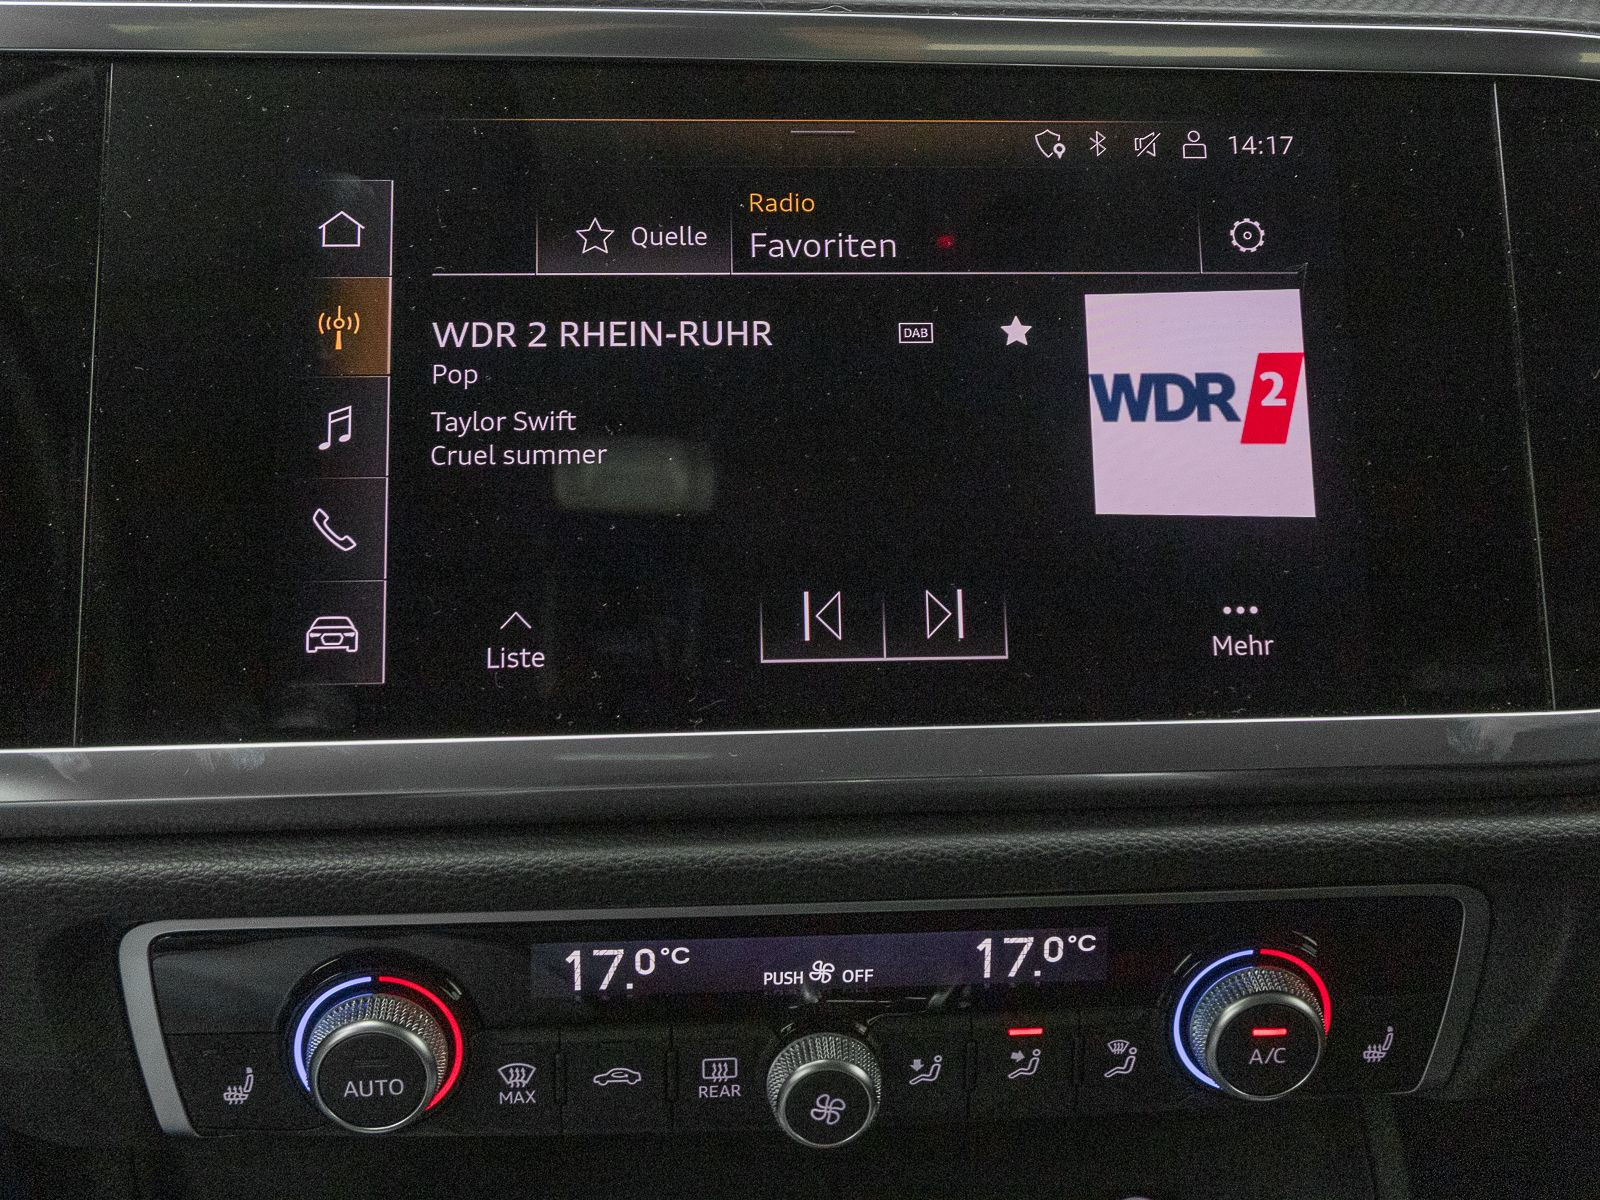 14:17
Radio
Quelle
Favoriten
WDR 2 RHEIN-RUHR
DAB
Pop
Taylor Swift
Cruel summer
WDR 2
Liste
Mehr
17.0°C
PUSH OFF
17.0°C
AUTO
MAX
REAR
A/C